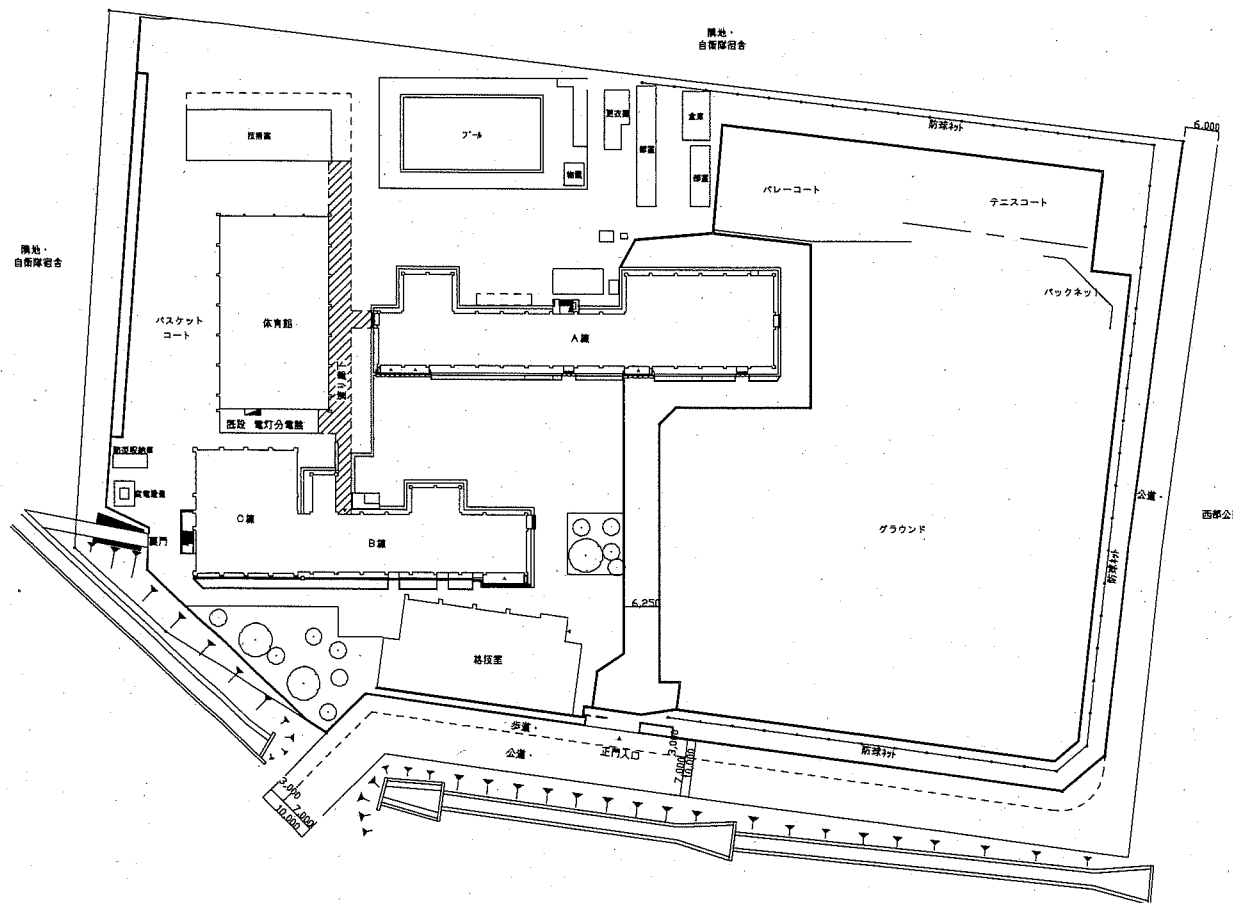 隣地・
自衛隊宿舎
6,000
防球ネット
技術室
プール
更衣室
部室
倉庫
部室
物置
バレーコート
テニスコート
隣地・
自衛隊宿舎
バックネット
バスケット
コート
体育館
A棟
渡り廊下
既設 電灯分電盤
防災収納庫
変電設備
公道・
西部公
C棟
裏門
B棟
グラウンド
防球ネット
6,250
格技室
歩道・
公道・
正門入口
3,000
7,000
10,000
防球ネット
3,000
7,000
10,000